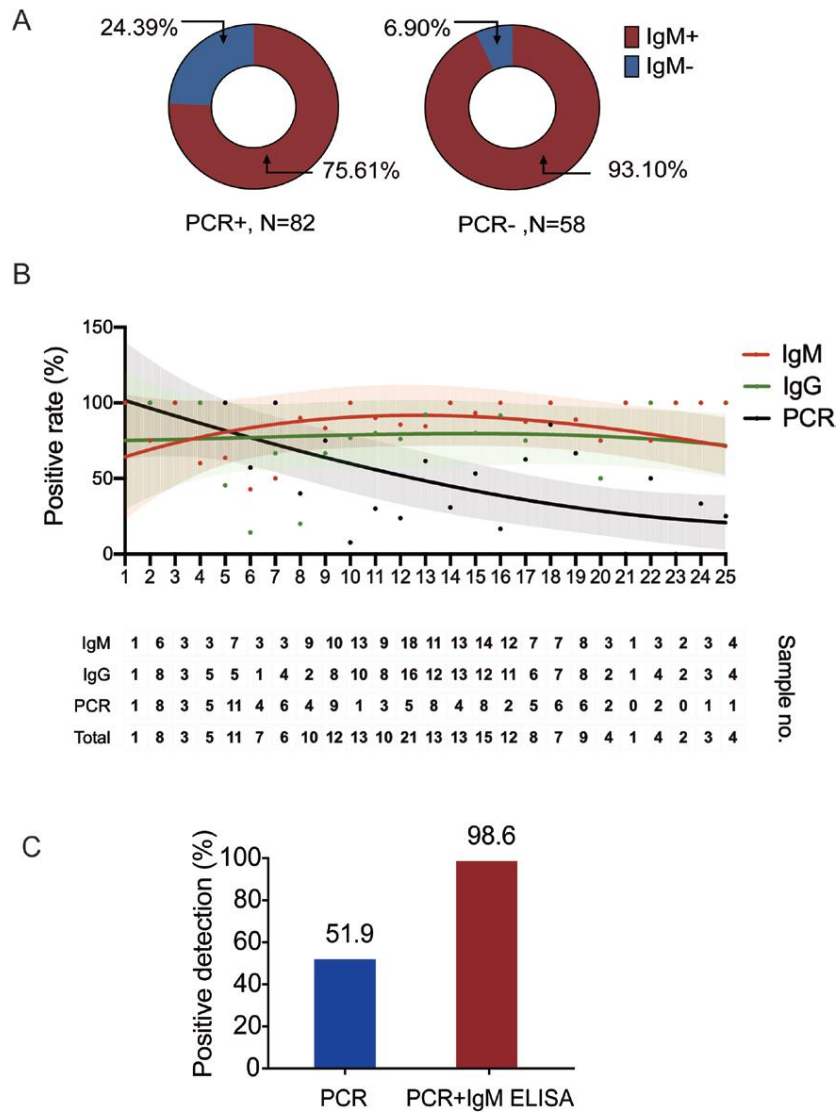 A
24.39%
75.61%
PCR+, N=82
6.90%
93.10%
PCR- ,N=58
IgM+
IgM-
B
Positive rate (%)
150
100
50
0
1 2 3 4 5 6 7 8 9 10 11 12 13 14 15 16 17 18 19 20 21 22 23 24 25
IgM
IgG
PCR
IgM 1 6 3 3 7 3 3 9 10 13 9 18 11 13 14 12 7 7 8 3 1 3 2 3 4
IgG 1 8 3 5 5 1 4 2 8 10 8 16 12 13 12 11 6 7 8 2 1 4 2 3 4
PCR 1 8 3 5 11 4 6 4 9 1 3 5 8 4 8 2 5 6 6 2 0 2 0 1 1
Total 1 8 3 5 11 7 6 10 12 13 10 21 13 13 15 12 8 7 9 4 1 4 2 3 4
Sample no.
C
Positive detection (%)
100
80
60
40
20
0
51.9
98.6
PCR
PCR+IgM ELISA